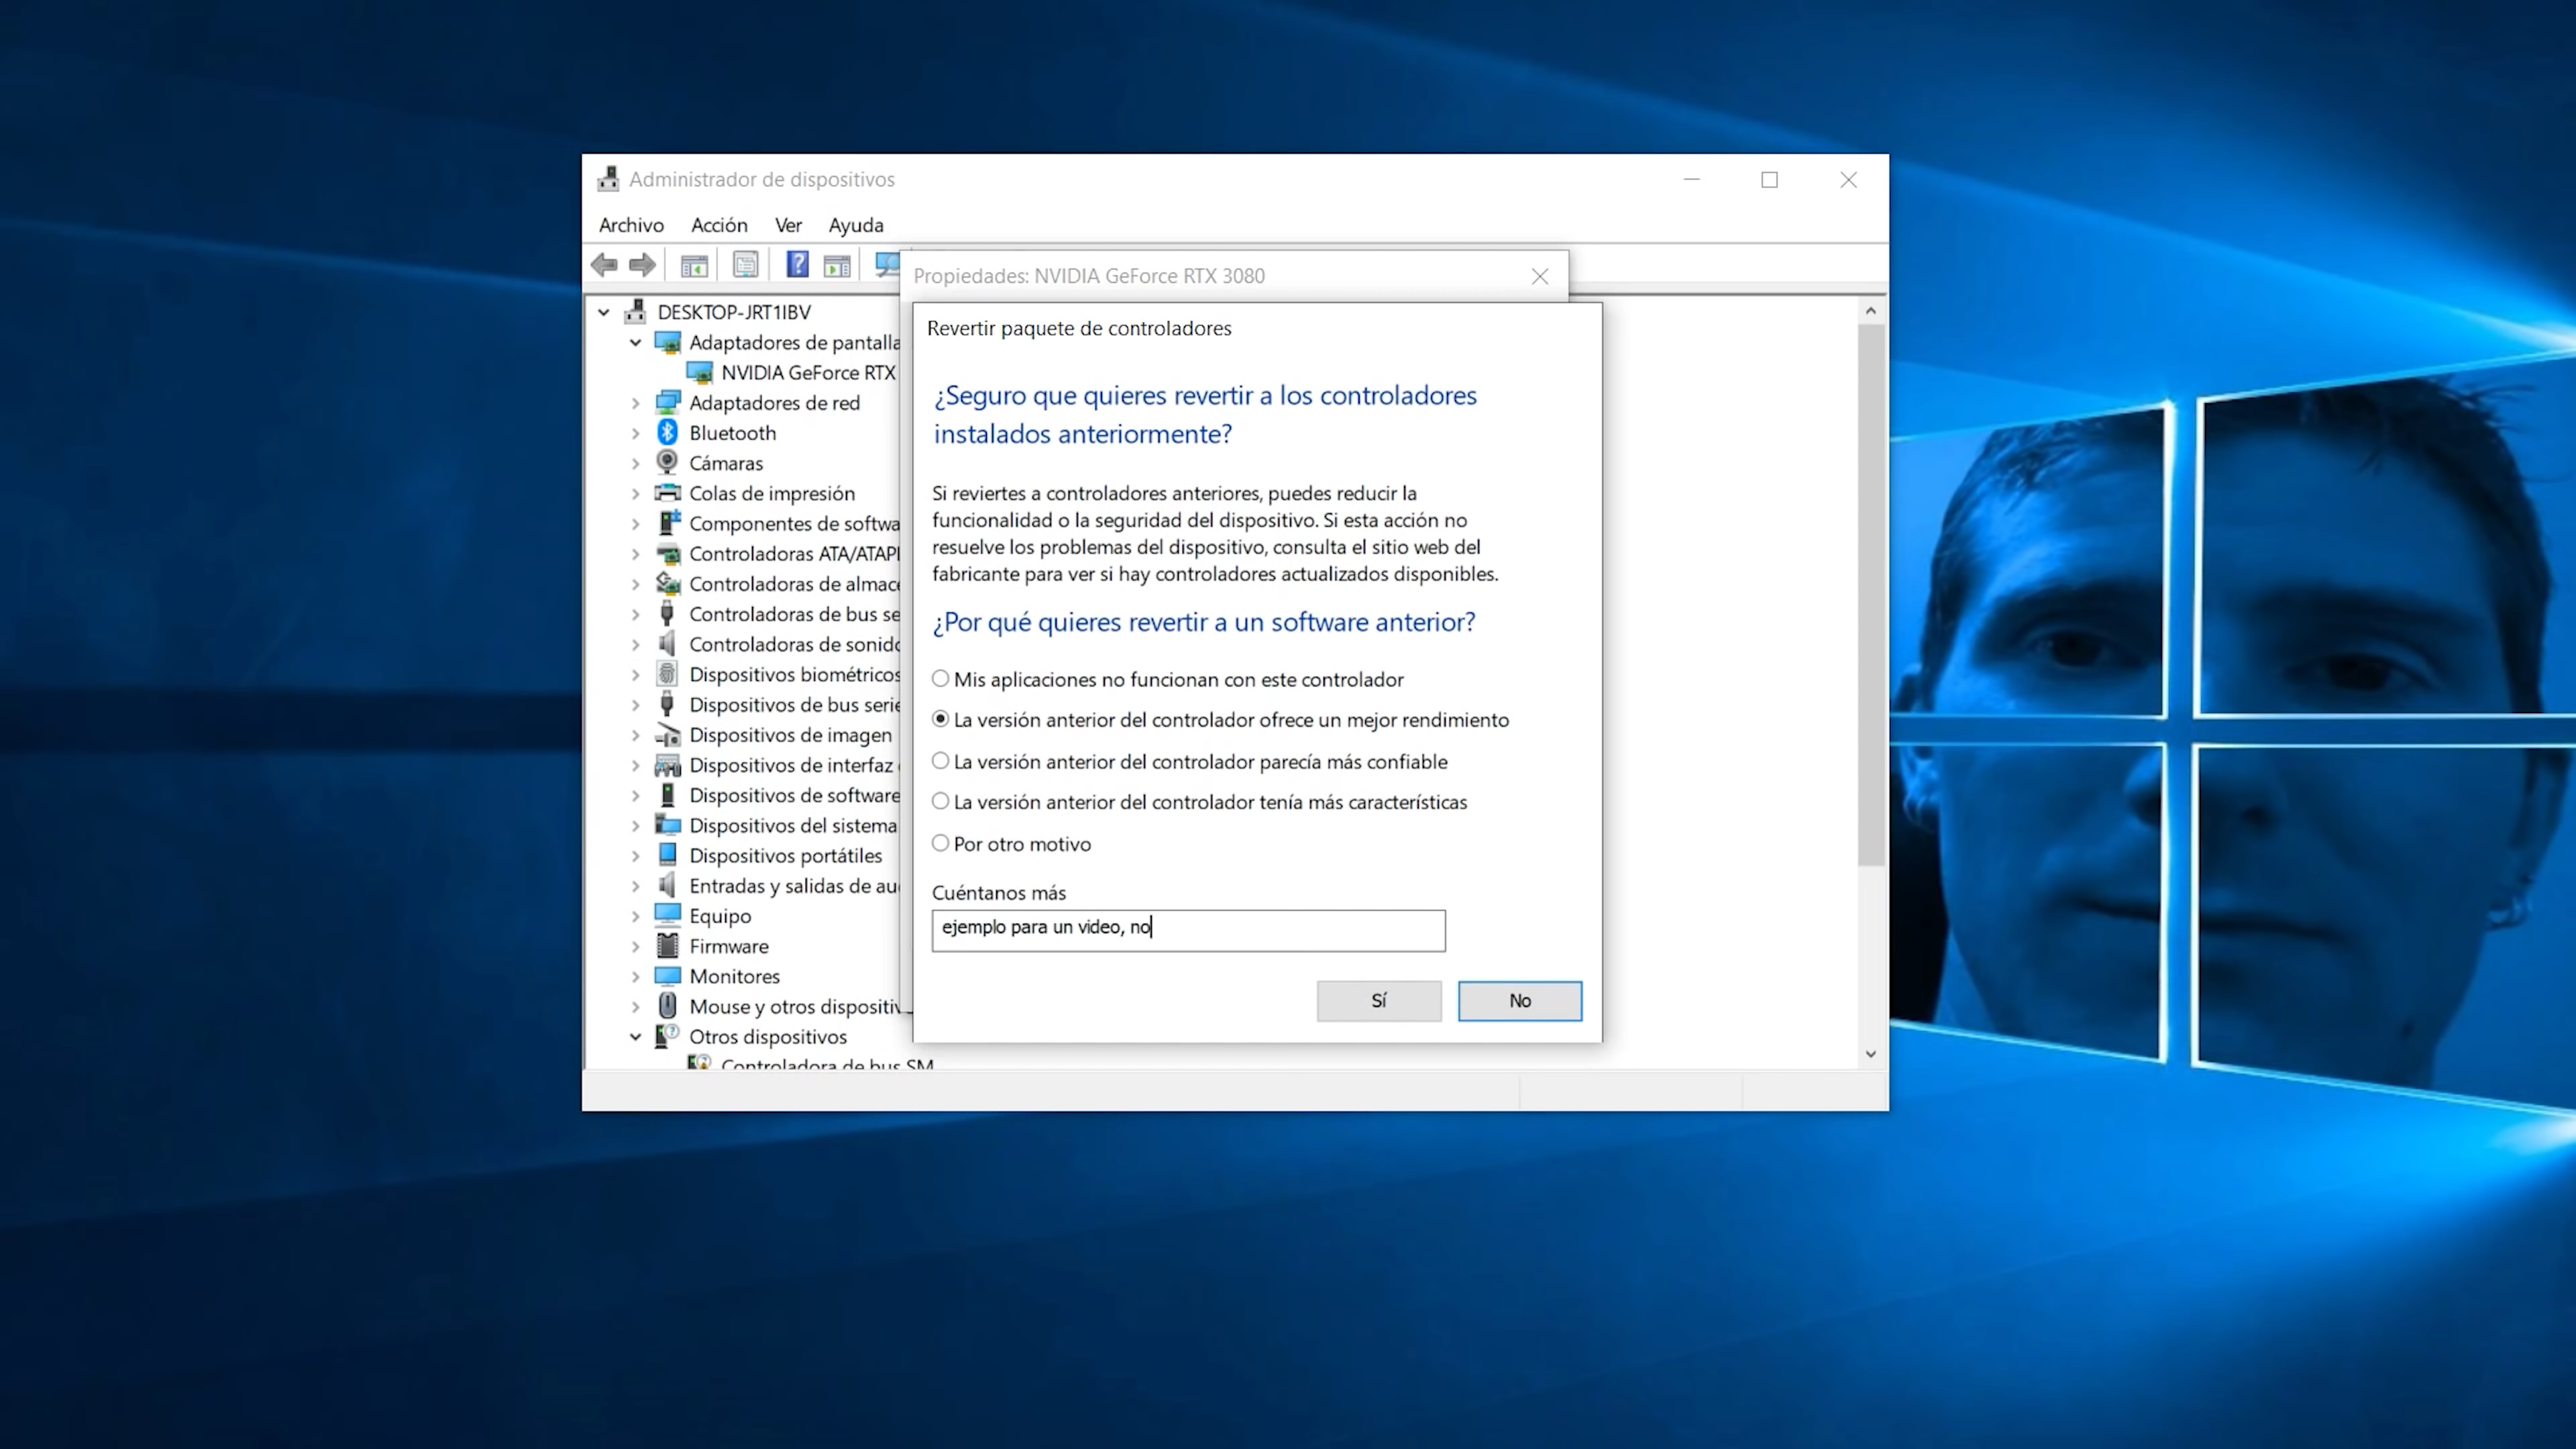 Administrador de dispositivos
Archivo Acción Ver Ayuda
Propiedades: NVIDIA GeForce RTX 3080
DESKTOP-JRT1IBV
Adaptadores de pantalla
NVIDIA GeForce RTX
Adaptadores de red
Bluetooth
Cámaras
Colas de impresión
Componentes de softwa
Controladoras ATA/ATAPI
Controladoras de almace
Controladoras de bus se
Controladoras de sonido
Dispositivos biométricos
Dispositivos de bus serie
Dispositivos de imagen
Dispositivos de interfaz
Dispositivos de software
Dispositivos del sistema
Dispositivos portátiles
Entradas y salidas de au
Equipo
Firmware
Monitores
Mouse y otros dispositiv
Otros dispositivos
Controladora de bus SM
Revertir paquete de controladores
¿Seguro que quieres revertir a los controladores
instalados anteriormente?
Si reviertes a controladores anteriores, puedes reducir la
funcionalidad o la seguridad del dispositivo. Si esta acción no
resuelve los problemas del dispositivo, consulta el sitio web del
fabricante para ver si hay controladores actualizados disponibles.
¿Por qué quieres revertir a un software anterior?
Mis aplicaciones no funcionan con este controlador
La versión anterior del controlador ofrece un mejor rendimiento
La versión anterior del controlador parecía más confiable
La versión anterior del controlador tenía más características
Por otro motivo
Cuéntanos más
ejemplo para un video, no
Sí No